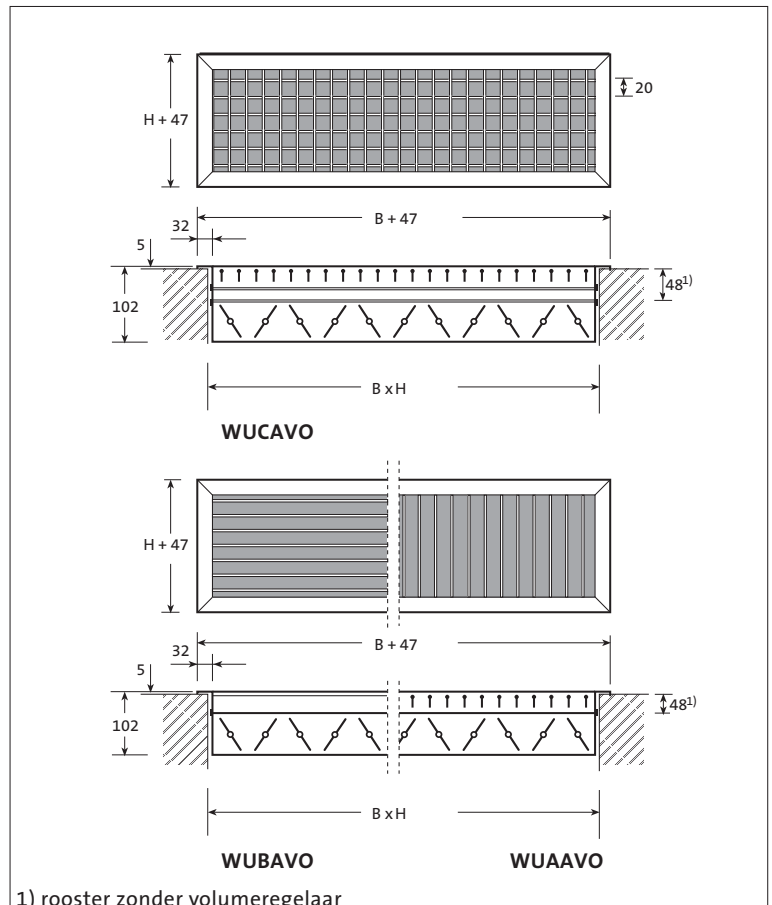 20
H + 47
B + 47
32
5
102
48¹⁾
B x H
WUCAVO
H + 47
B + 47
32
5
102
48¹⁾
B x H
WUBAVO WUAAVO
1) rooster zonder volumeregelaar